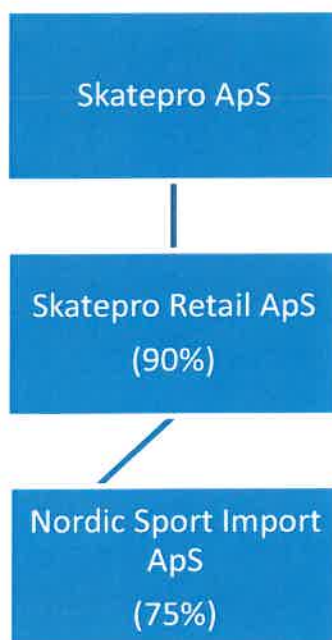 Skatepro ApS
Skatepro Retail ApS
(90%)
Nordic Sport Import
ApS
(75%)